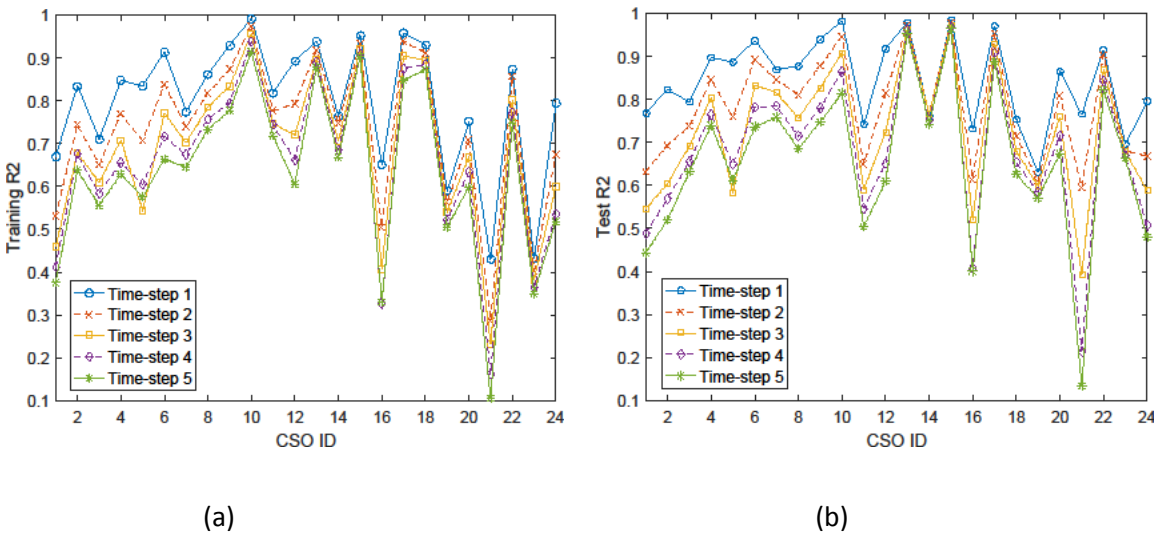 1
0.9
0.8
0.7
0.6
0.5
0.4
0.3
0.2
0.1
Training R2
Time-step 1
Time-step 2
Time-step 3
Time-step 4
Time-step 5
2 4 6 8 10 12 14 16 18 20 22 24
CSO ID
(a)
1
0.9
0.8
0.7
0.6
0.5
0.4
0.3
0.2
0.1
Test R2
Time-step 1
Time-step 2
Time-step 3
Time-step 4
Time-step 5
2 4 6 8 10 12 14 16 18 20 22 24
CSO ID
(b)